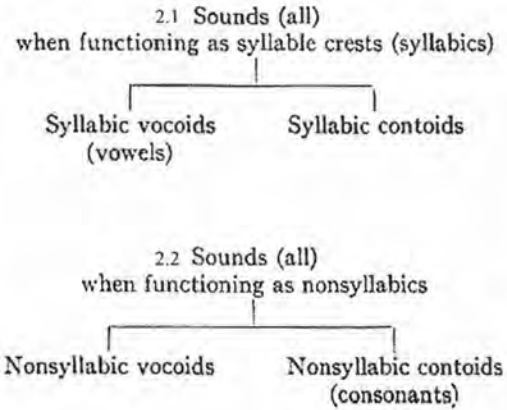 2.1 Sounds (all)
when functioning as syllable crests (syllabics)
Syllabic vocoids Syllabic contoids
(vowels)
2.2 Sounds (all)
when functioning as nonsyllabics
Nonsyllabic vocoids Nonsyllabic contoids
(consonants)